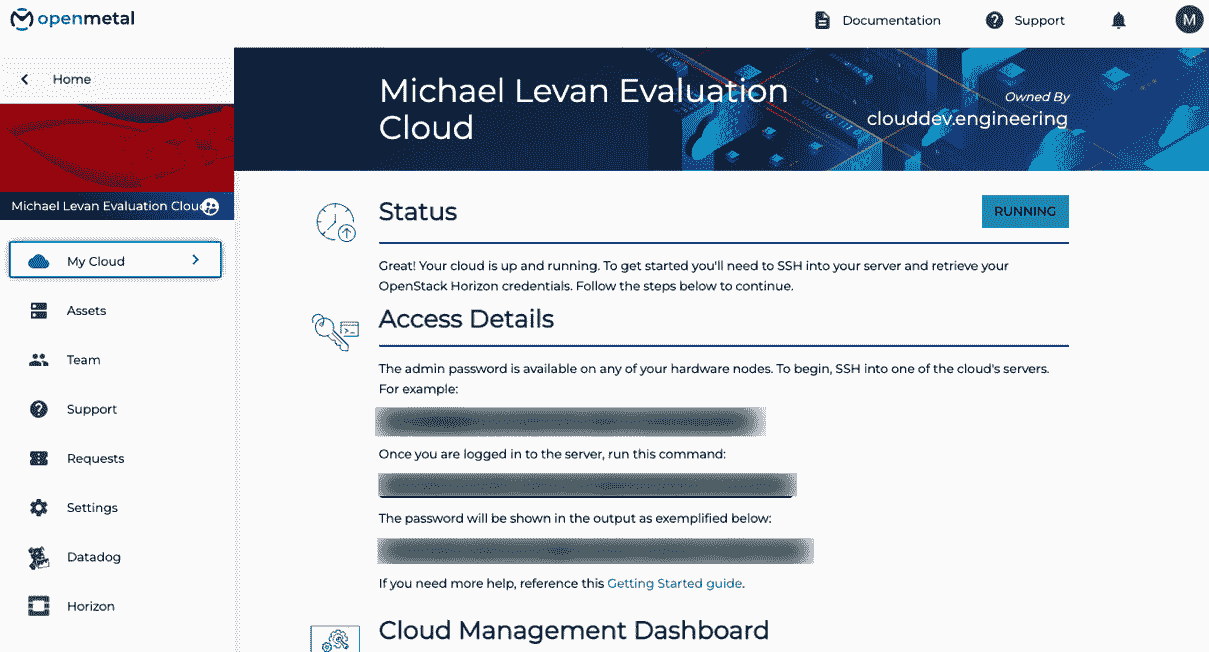 openmetal
Documentation
Support
M
Home
Michael Levan Evaluation
Cloud
Owned By
clouddev.engineering
Michael Levan Evaluation Clou
My Cloud
Assets
Team
Support
Requests
Settings
Datadog
Horizon
Status
RUNNING
Great! Your cloud is up and running. To get started you'll need to SSH into your server and retrieve your
OpenStack Horizon credentials. Follow the steps below to continue.
Access Details
The admin password is available on any of your hardware nodes. To begin, SSH into one of the cloud's servers.
For example:
Once you are logged in to the server, run this command:
The password will be shown in the output as exemplified below:
If you need more help, reference this Getting Started guide.
Cloud Management Dashboard